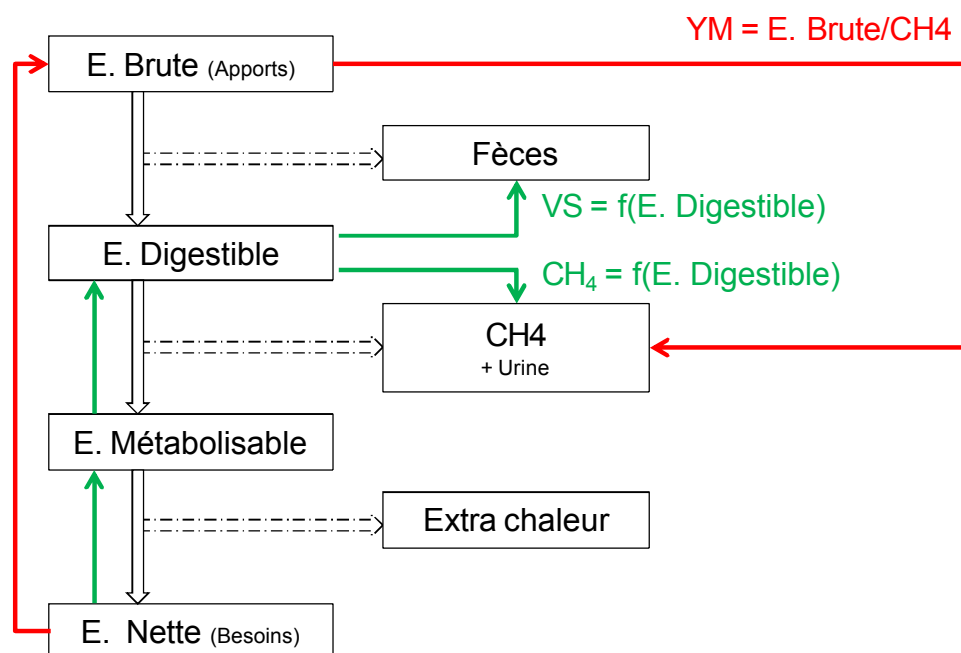 YM = E. Brute/CH4
E. Brute (Apports)
Fèces
VS = f(E. Digestible)
E. Digestible
CH₄ = f(E. Digestible)
CH4
+ Urine
E. Métabolisable
Extra chaleur
E. Nette (Besoins)